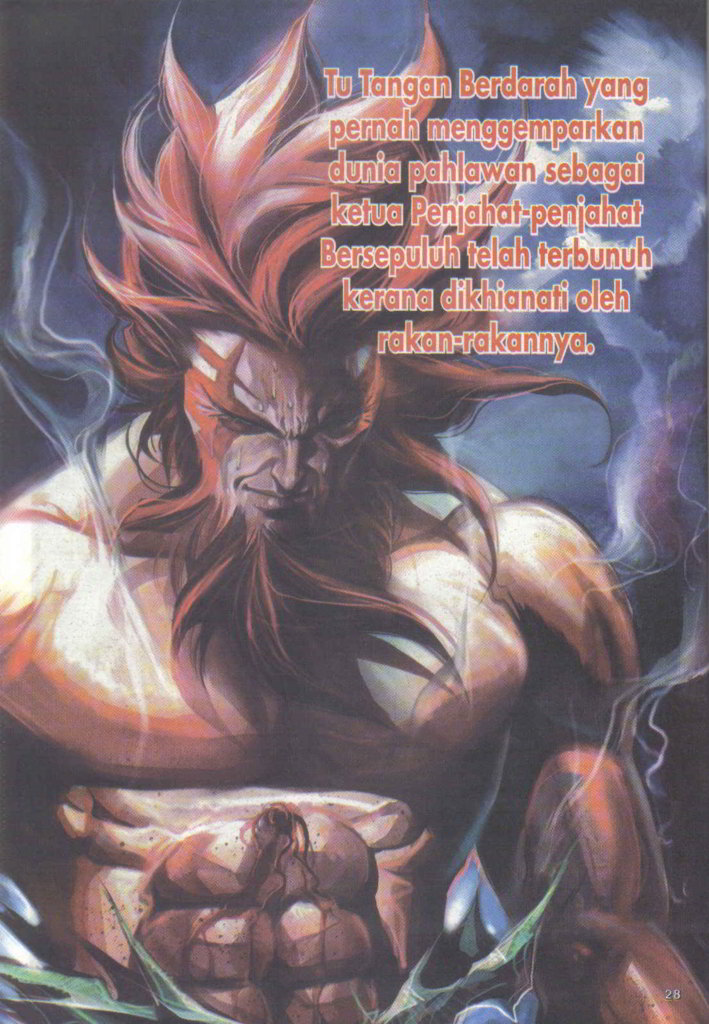 Tu Tangan Berdarah yang
pernah menggemparkan
dunia pahlawan sebagai
ketua Penjahat-penjahat
Bersepuluh telah terbunuh
kerana dikhianati oleh
rakan-rakannya.
28